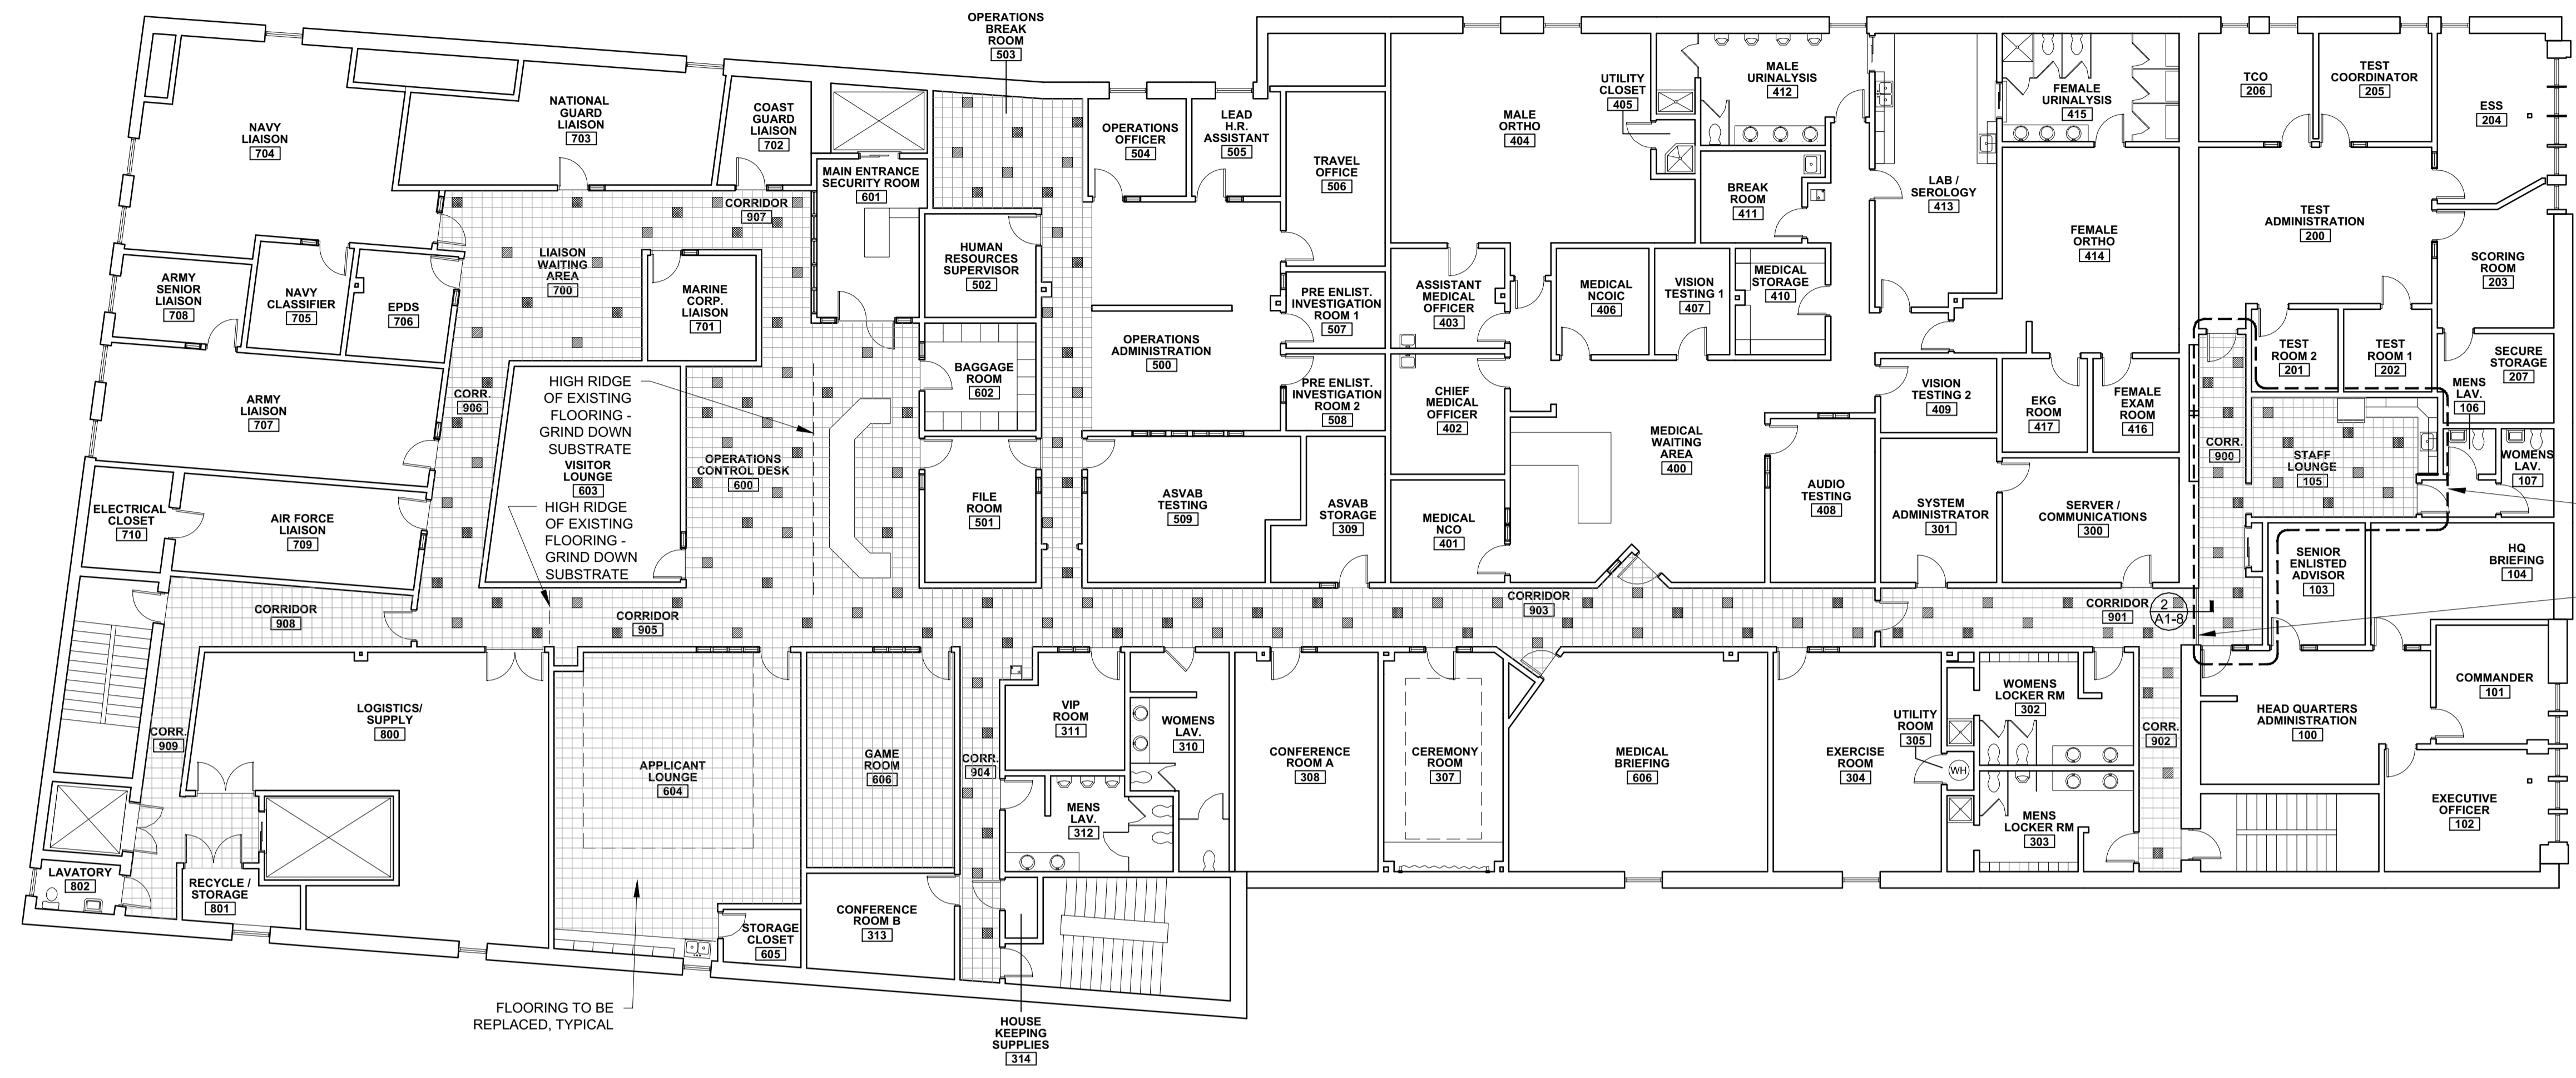 OPERATIONS
BREAK
ROOM
503
NAVY
LIAISON
704
NATIONAL
GUARD
LIAISON
703
COAST
GUARD
LIAISON
702
MAIN ENTRANCE
SECURITY ROOM
601
CORRIDOR
907
OPERATIONS
OFFICER
504
LEAD
H.R.
ASSISTANT
505
TRAVEL
OFFICE
506
MALE
ORTHO
404
UTILITY
CLOSET
405
MALE
URINALYSIS
412
BREAK
ROOM
411
LAB /
SEROLOGY
413
FEMALE
URINALYSIS
415
FEMALE
ORTHO
414
TCO
206
TEST
COORDINATOR
205
ESS
204
TEST
ADMINISTRATION
200
SCORING
ROOM
203
ARMY
SENIOR
LIAISON
708
NAVY
CLASSIFIER
705
EPDS
706
LIAISON
WAITING
AREA
700
MARINE
CORP.
LIAISON
701
HUMAN
RESOURCES
SUPERVISOR
502
PRE ENLIST.
INVESTIGATION
ROOM 1
507
ASSISTANT
MEDICAL
OFFICER
403
MEDICAL
NCOIC
406
VISION
TESTING 1
407
MEDICAL
STORAGE
410
OPERATIONS
ADMINISTRATION
500
PRE ENLIST.
INVESTIGATION
ROOM 2
508
CHIEF
MEDICAL
OFFICER
402
VISION
TESTING 2
409
EKG
ROOM
417
FEMALE
EXAM
ROOM
416
TEST
ROOM 2
201
TEST
ROOM 1
202
SECURE
STORAGE
207
MENS
LAV.
106
WOMENS
LAV.
107
ARMY
LIAISON
707
CORR.
906
HIGH RIDGE
OF EXISTING
FLOORING -
GRIND DOWN
SUBSTRATE
VISITOR
LOUNGE
603
HIGH RIDGE
OF EXISTING
FLOORING -
GRIND DOWN
SUBSTRATE
OPERATIONS
CONTROL DESK
600
BAGGAGE
ROOM
602
FILE
ROOM
501
ASVAB
TESTING
509
ASVAB
STORAGE
309
MEDICAL
NCO
401
MEDICAL
WAITING
AREA
400
AUDIO
TESTING
408
SYSTEM
ADMINISTRATOR
301
SERVER /
COMMUNICATIONS
300
CORR.
900
STAFF
LOUNGE
105
ELECTRICAL
CLOSET
710
AIR FORCE
LIAISON
709
SENIOR
ENLISTED
ADVISOR
103
HQ
BRIEFING
104
CORRIDOR
908
CORRIDOR
905
CORRIDOR
903
CORRIDOR
901
2
A1-8
LOGISTICS/
SUPPLY
800
CORR.
909
APPLICANT
LOUNGE
604
GAME
ROOM
606
CORR.
904
VIP
ROOM
311
WOMENS
LAV.
310
MENS
LAV.
312
CONFERENCE
ROOM A
308
CEREMONY
ROOM
307
MEDICAL
BRIEFING
606
EXERCISE
ROOM
304
UTILITY
ROOM
305
WH
WOMENS
LOCKER RM
302
MENS
LOCKER RM
303
CORR.
902
HEAD QUARTERS
ADMINISTRATION
100
COMMANDER
101
EXECUTIVE
OFFICER
102
LAVATORY
802
RECYCLE /
STORAGE
801
STORAGE
CLOSET
605
CONFERENCE
ROOM B
313
FLOORING TO BE
REPLACED, TYPICAL
HOUSE
KEEPING
SUPPLIES
314